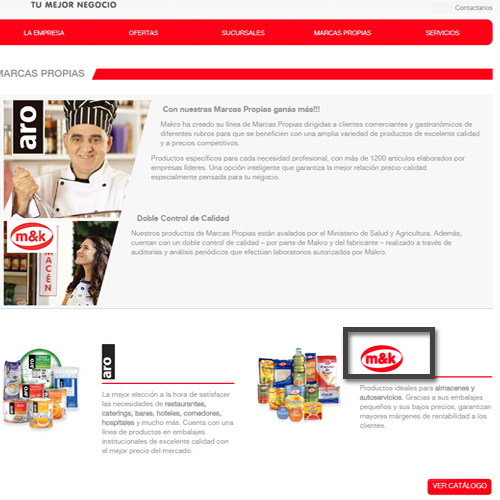 TU MEJOR NEGOCIO
Contactanos
LA EMPRESA OFERTAS SUCURSALES MARCAS PROPIAS SERVICIOS
MARCAS PROPIAS
aro
Con nuestras Marcas Propias ganás más!!!
Makro ha creado su línea de Marcas Propias dirigidas a clientes comerciantes y gastronómicos de
diferentes rubros para que se beneficien con una amplia variedad de productos de excelente calidad
y a precios competitivos.
Productos específicos para cada necesidad profesional, con más de 1200 artículos elaborados por
empresas líderes. Una opción inteligente que garantiza la mejor relación precio-calidad
especialmente pensada para tu negocio.
m&k
Doble Control de Calidad
Nuestros productos de Marcas Propias están avalados por el Ministerio de Salud y Agricultura. Además,
cuentan con un doble control de calidad – por parte de Makro y del fabricante – realizado a través de
auditorías y análisis periódicos que efectúan laboratorios autorizados por Makro.
ACÉN
aro
aro
La mejor elección a la hora de satisfacer
las necesidades de restaurantes,
caterings, bares, hoteles, comedores,
hospitales y mucho más. Cuenta con una
línea de productos en embalajes
institucionales de excelente calidad con
el mejor precio del mercado.
m&k
Productos ideales para almacenes y
autoservicios. Gracias a sus embalajes
pequeños y sus bajos precios, garantizan
mayores márgenes de rentabilidad a los
clientes.
VER CATÁLOGO